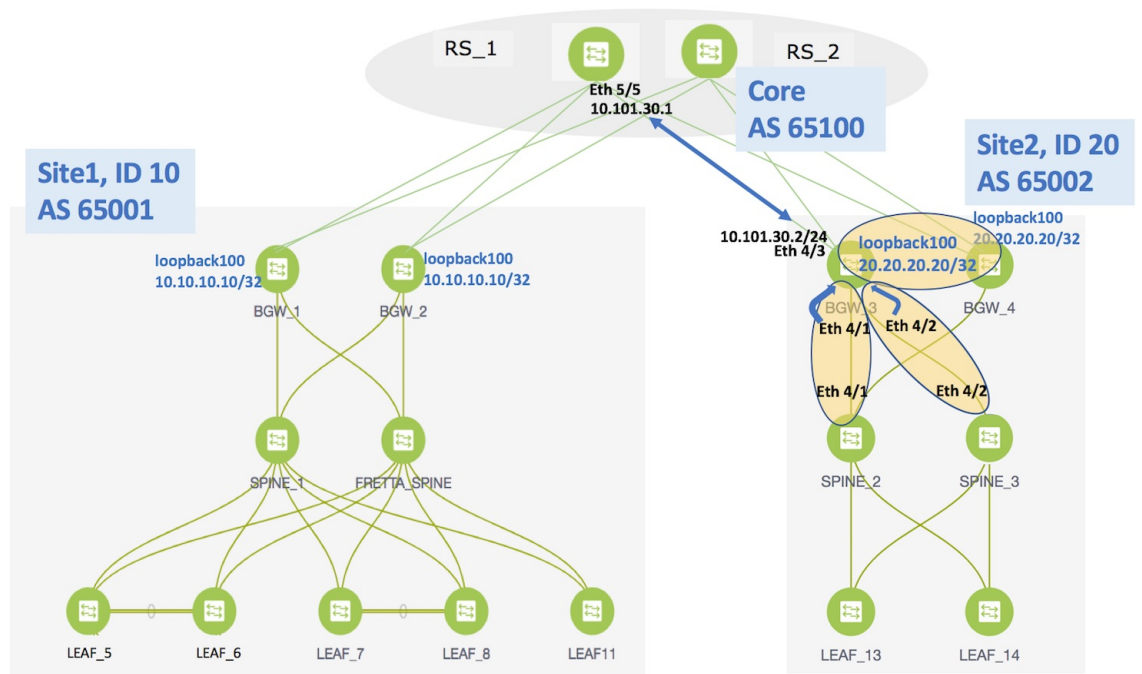 RS_1
RS_2
Eth 5/5
10.101.30.1
Core
AS 65100
Site1, ID 10
AS 65001
Site2, ID 20
AS 65002
loopback100
10.10.10.10/32
loopback100
10.10.10.10/32
10.101.30.2/24
Eth 4/3
loopback100
20.20.20.20/32
loopback100
20.20.20.20/32
BGW_1
BGW_2
BGW_3
BGW_4
Eth 4/1
Eth 4/2
Eth 4/1
Eth 4/2
SPINE_1
FRETTA_SPINE
SPINE_2
SPINE_3
0
0
LEAF_5
LEAF_6
LEAF_7
LEAF_8
LEAF11
LEAF_13
LEAF_14